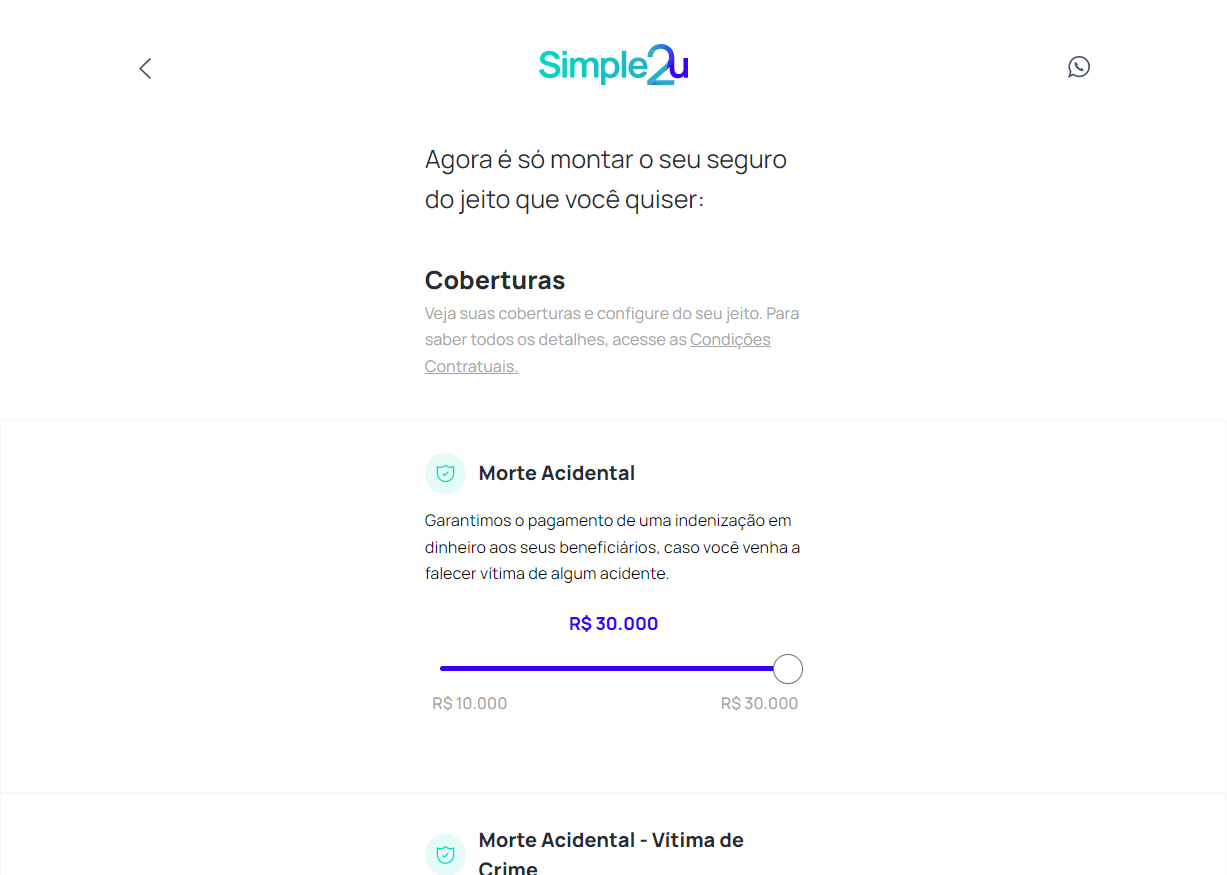 Simple2u
Agora é só montar o seu seguro
do jeito que você quiser:
Coberturas
Veja suas coberturas e configure do seu jeito. Para
saber todos os detalhes, acesse as Condições
Contratuais.
Morte Acidental
Garantimos o pagamento de uma indenização em
dinheiro aos seus beneficiários, caso você venha a
falecer vítima de algum acidente.
R$ 30.000
R$ 10.000
R$ 30.000
Morte Acidental - Vítima de
Crime